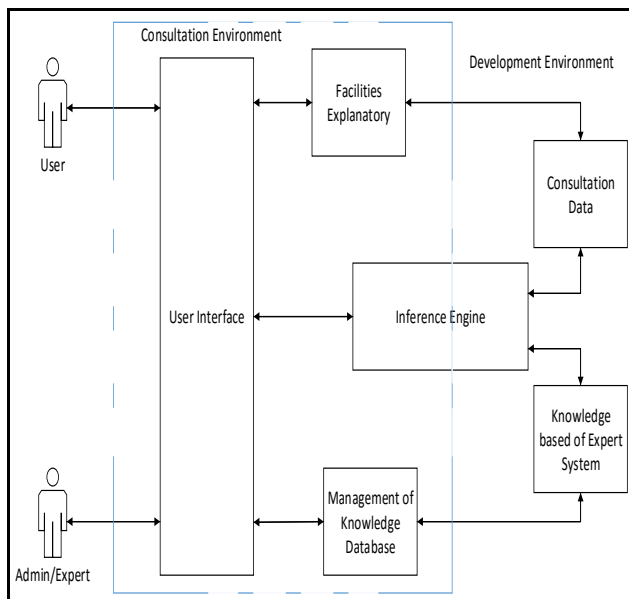 Consultation Environment
Development Environment
Facilities
Explanatory
User
Consultation
Data
User Interface
Inference Engine
Knowledge
based of Expert
System
Management of
Knowledge
Database
Admin/Expert